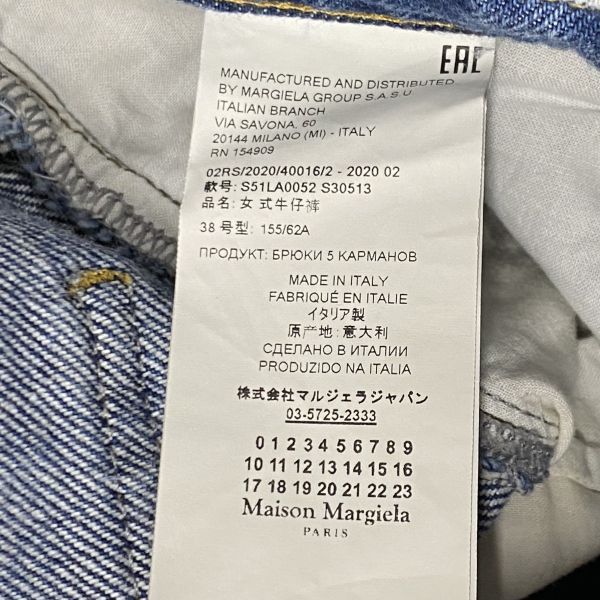 EAC
MANUFACTURED AND DISTRIBUTED
BY MARGIELA GROUP S.A.S.U.
ITALIAN BRANCH
VIA SAVONA, 60
20144 MILANO (MI) - ITALY
RN 154909
02RS/2020/40016/2 - 2020 02
款号: S51LA0052 S30513
品名: 女 式牛仔裤
38 号型: 155/62A
ПРОДУКТ: БРЮКИ 5 КАРМАНОВ
MADE IN ITALY
FABRIQUÉ EN ITALIE
イタリア製
原产地: 意大利
СДЕЛАНО В ИТАЛИИ
PRODUZIDO NA ITALIA
株式会社マルジェラジャパン
03-5725-2333
0 1 2 3 4 5 6 7 8 9
10 11 12 13 14 15 16
17 18 19 20 21 22 23
Maison Margiela
PARIS